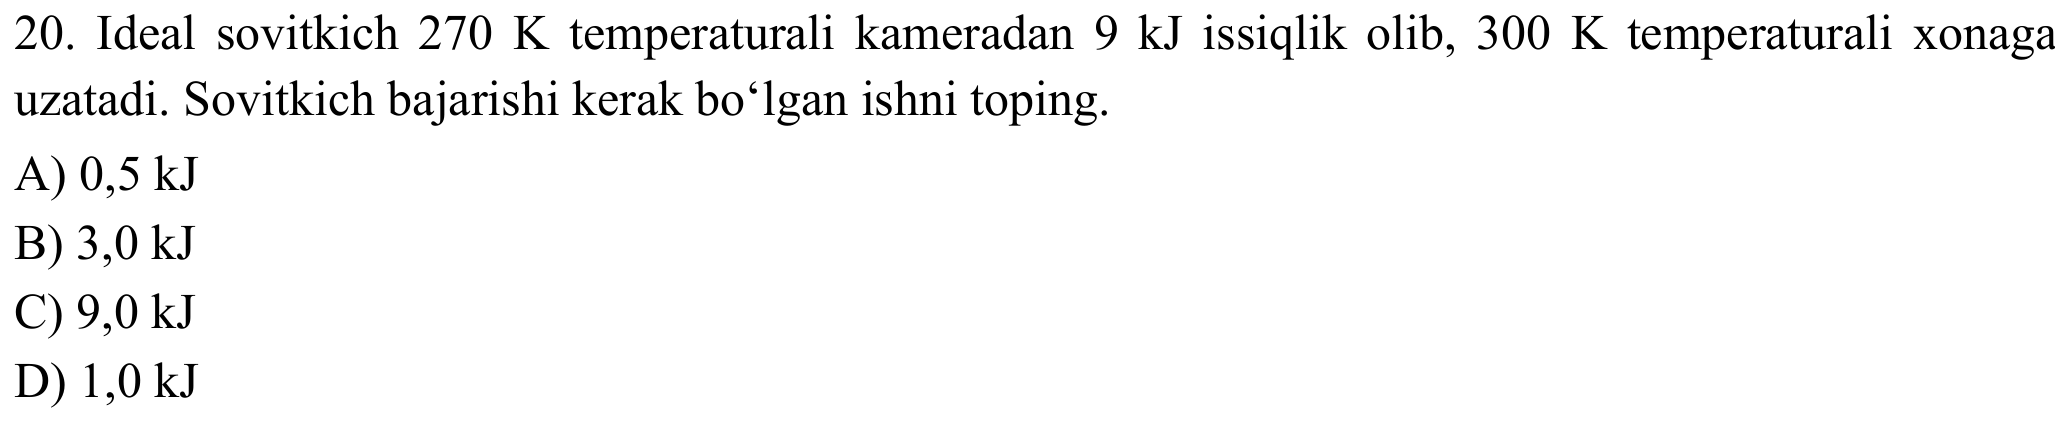 20. Ideal sovitkich 270 K temperaturali kameradan 9 kJ issiqlik olib, 300 K temperaturali xonaga
uzatadi. Sovitkich bajarishi kerak bo‘lgan ishni toping.
A) 0,5 kJ
B) 3,0 kJ
C) 9,0 kJ
D) 1,0 kJ